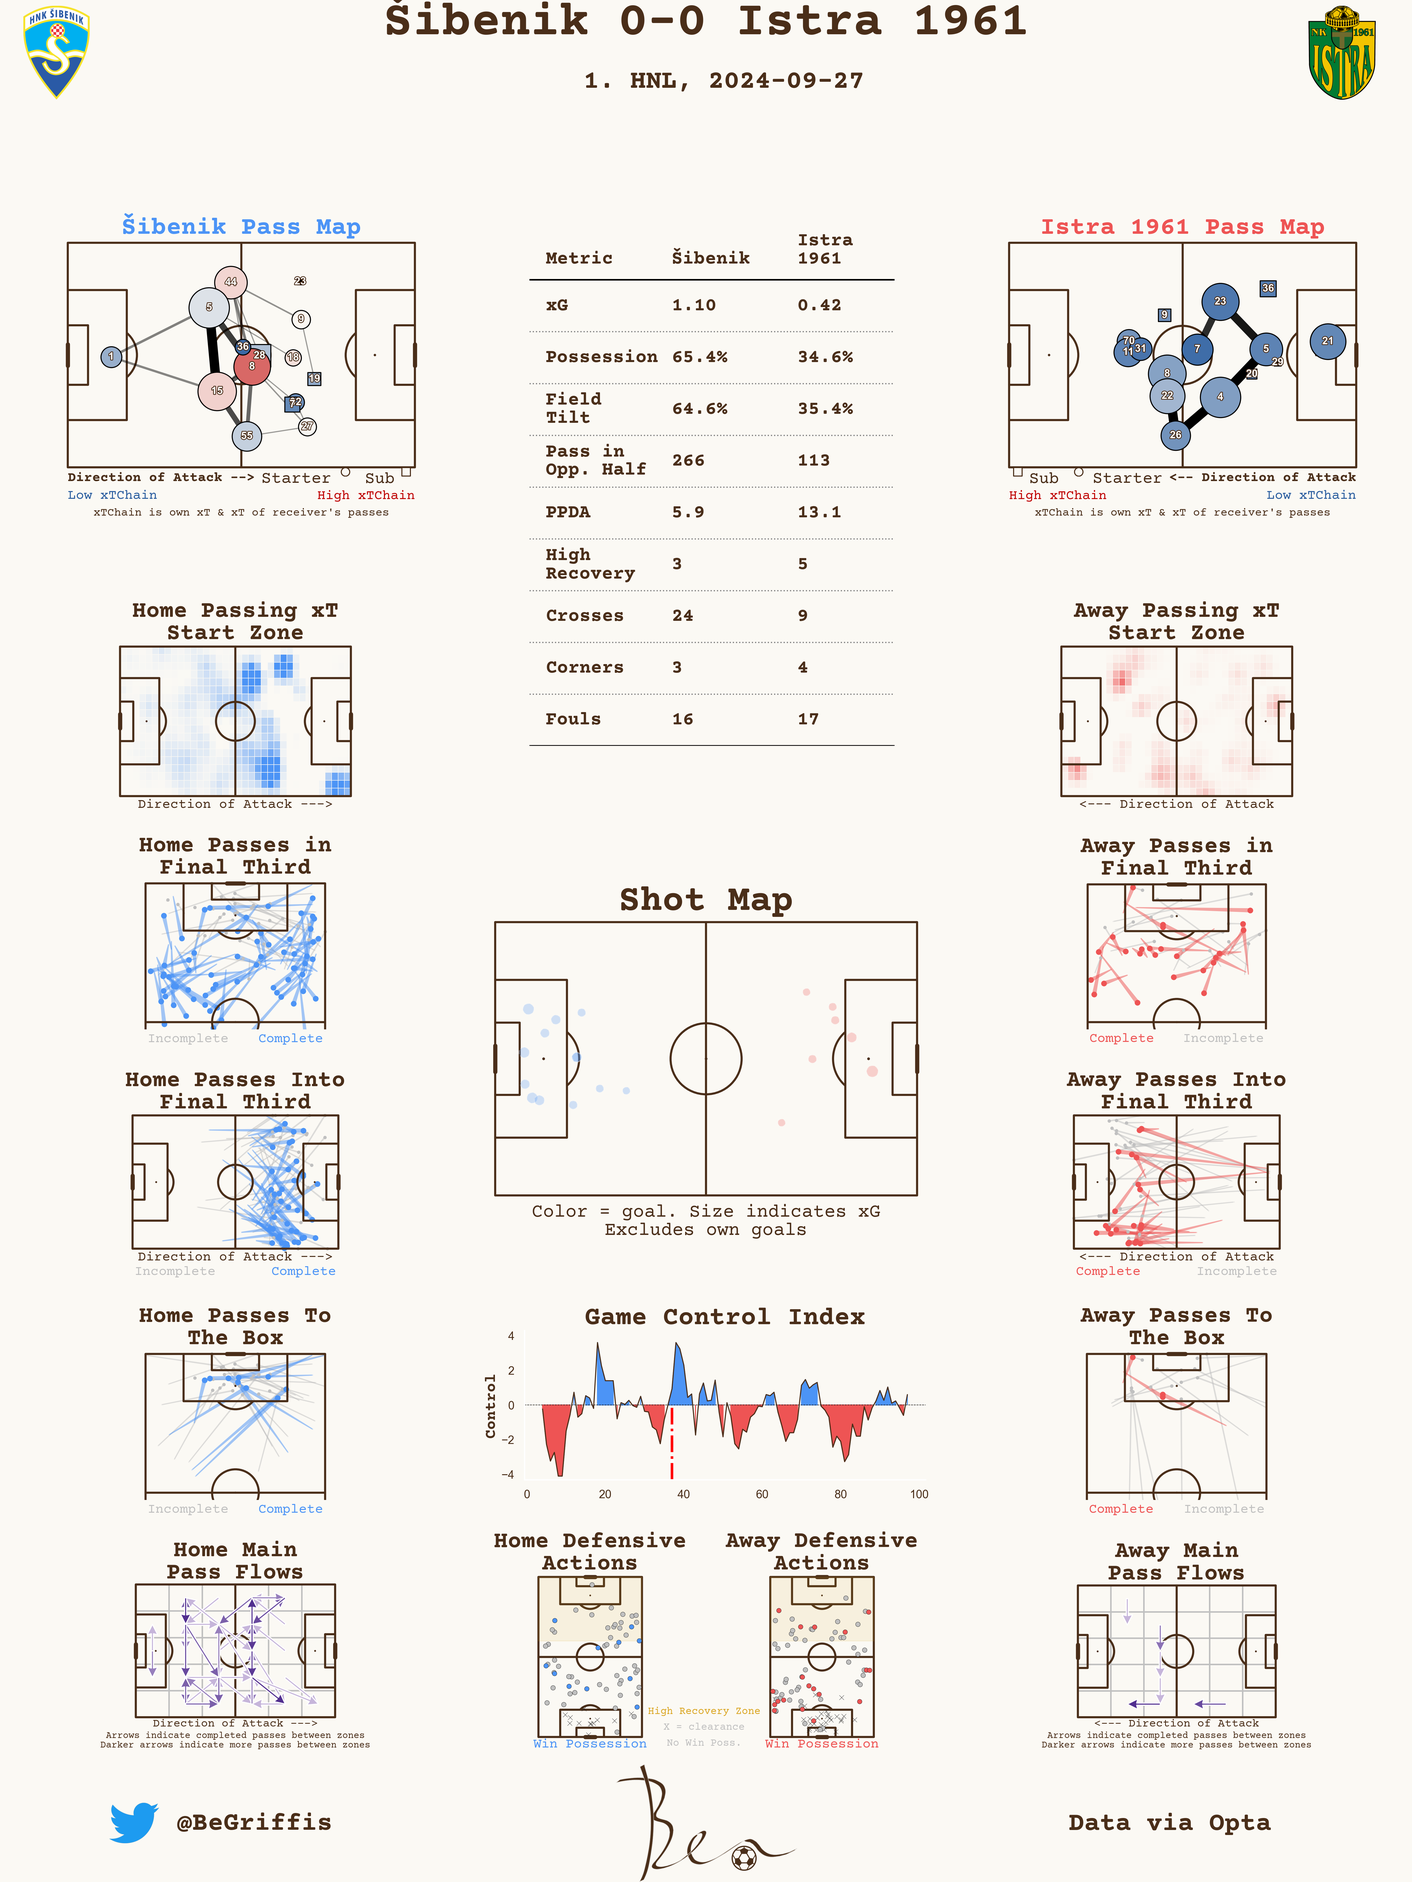 Šibenik 0-0 Istra 1961
1. HNL, 2024-09-27
HNK ŠIBENIK
NK 1961
ISTRA
Šibenik Pass Map
44
23
5
9
36
28
18
1
8
15
19
22
27
55
Direction of Attack --> Starter Sub
Low xTChain High xTChain
xTChain is own xT & xT of receiver's passes
Metric Šibenik Istra 1961
xG 1.10 0.42
Possession 65.4% 34.6%
Field Tilt 64.6% 35.4%
Pass in Opp. Half 266 113
PPDA 5.9 13.1
High Recovery 3 5
Crosses 24 9
Corners 3 4
Fouls 16 17
Istra 1961 Pass Map
36
23
9
70
11
31
7
5
21
29
20
8
22
4
26
Sub Starter <-- Direction of Attack
High xTChain Low xTChain
xTChain is own xT & xT of receiver's passes
Home Passing xT
Start Zone
Direction of Attack --->
Away Passing xT
Start Zone
<--- Direction of Attack
Home Passes in
Final Third
Incomplete Complete
Shot Map
Color = goal. Size indicates xG
Excludes own goals
Away Passes in
Final Third
Complete Incomplete
Home Passes Into
Final Third
Direction of Attack --->
Incomplete Complete
Away Passes Into
Final Third
<--- Direction of Attack
Complete Incomplete
Home Passes To
The Box
Incomplete Complete
Game Control Index
Control
4
2
0
−2
−4
0 20 40 60 80 100
Away Passes To
The Box
Complete Incomplete
Home Main
Pass Flows
Direction of Attack --->
Arrows indicate completed passes between zones
Darker arrows indicate more passes between zones
Home Defensive
Actions
Win Possession
Away Defensive
Actions
Win Possession
High Recovery Zone
X = clearance
No Win Poss.
Away Main
Pass Flows
<--- Direction of Attack
Arrows indicate completed passes between zones
Darker arrows indicate more passes between zones
@BeGriffis
Ben
Data via Opta